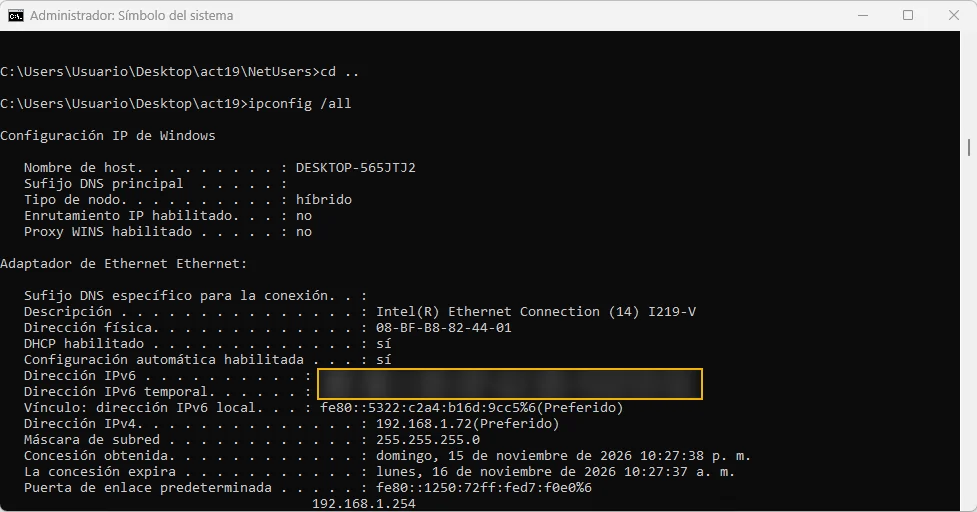 Administrador: Símbolo del sistema
C:\Users\Usuario\Desktop\act19\NetUsers>cd ..
C:\Users\Usuario\Desktop\act19>ipconfig /all
Configuración IP de Windows
Nombre de host. . . . . . . . . : DESKTOP-565JTJ2
Sufijo DNS principal  . . . . . :
Tipo de nodo. . . . . . . . . . : híbrido
Enrutamiento IP habilitado. . . : no
Proxy WINS habilitado . . . . . : no
Adaptador de Ethernet Ethernet:
Sufijo DNS específico para la conexión. . :
Descripción . . . . . . . . . . . . . . . : Intel(R) Ethernet Connection (14) I219-V
Dirección física. . . . . . . . . . . . . : 08-BF-B8-82-44-01
DHCP habilitado . . . . . . . . . . . . . : sí
Configuración automática habilitada . . . : sí
Dirección IPv6 . . . . . . . . . . :
Dirección IPv6 temporal. . . . . . :
Vínculo: dirección IPv6 local. . . : fe80::5322:c2a4:b16d:9cc5%6(Preferido)
Dirección IPv4. . . . . . . . . . . . . . : 192.168.1.72(Preferido)
Máscara de subred . . . . . . . . . . . . : 255.255.255.0
Concesión obtenida. . . . . . . . . . . . : domingo, 15 de noviembre de 2026 10:27:38 p. m.
La concesión expira . . . . . . . . . . . : lunes, 16 de noviembre de 2026 10:27:37 a. m.
Puerta de enlace predeterminada . . . . . : fe80::1250:72ff:fed7:f0e0%6
192.168.1.254